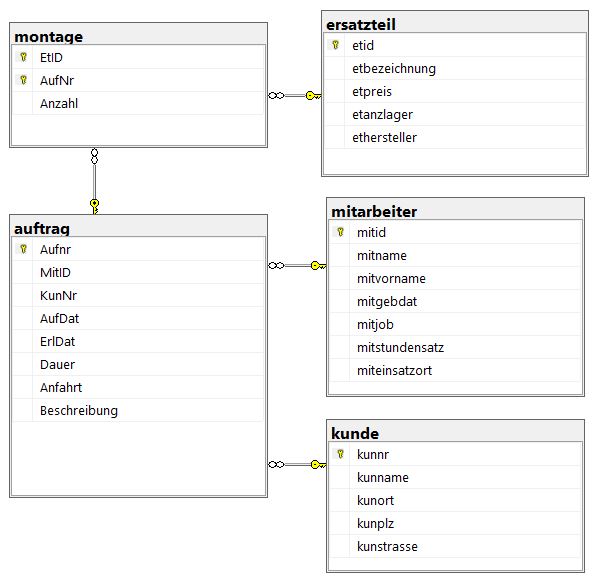 montage
EtID
AufNr
Anzahl
ersatzteil
etid
etbezeichnung
etpreis
etanzlager
ethersteller
auftrag
Aufnr
MitID
KunNr
AufDat
ErlDat
Dauer
Anfahrt
Beschreibung
mitarbeiter
mitid
mitname
mitvorname
mitgebdat
mitjob
mitstundensatz
miteinsatzort
kunde
kunnr
kunname
kunort
kunplz
kunstrasse